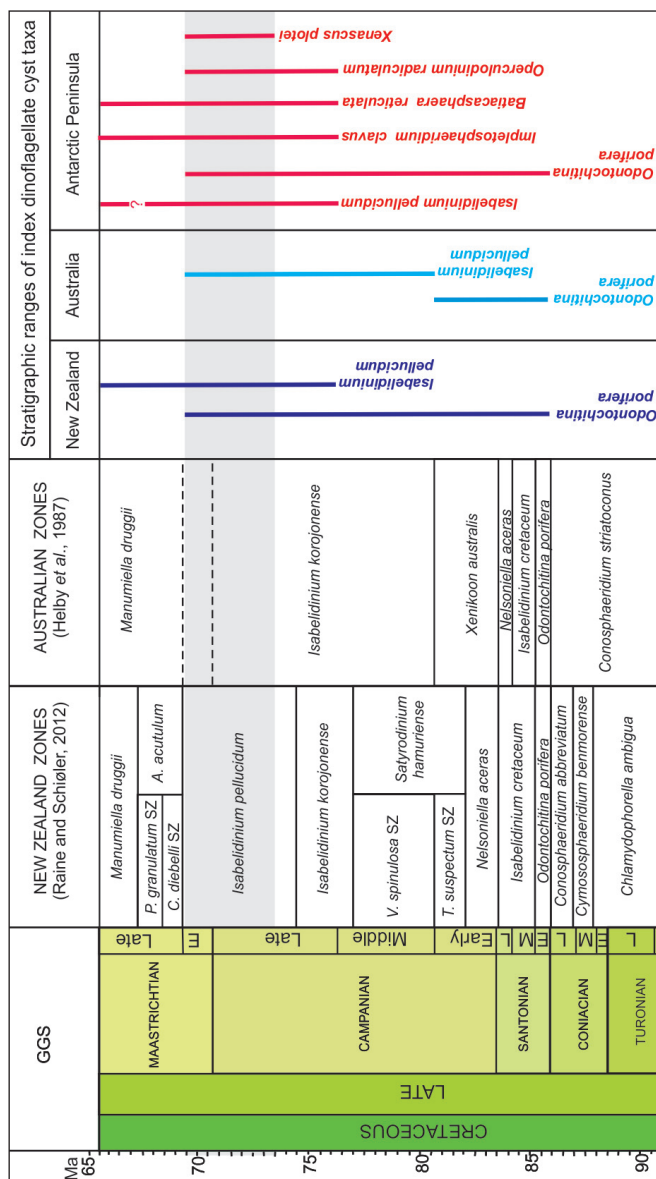 Ma
65
70
75
80
85
90
GGS
CRETACEOUS
LATE
MAASTRICHTIAN
CAMPANIAN
SANTONIAN
CONIACIAN
TURONIAN
Late
E
Late
Middle
Early
L
M
E
L
M
E
L
NEW ZEALAND ZONES
(Raine and Schiøler, 2012)
Manumiella druggii
P. granulatum SZ
C. diebelli SZ
A. acutulum
Isabelidinium pellucidum
Isabelidinium korojonense
V. spinulosa SZ
T. suspectum SZ
Satyrodinium
hamuriense
Nelsoniella aceras
Isabelidinium cretaceum
Odontochitina porifera
Conosphaeridium abbreviatum
Cymososphaeridium benmorense
Chlamydophorella ambigua
AUSTRALIAN ZONES
(Helby et al., 1987)
Manumiella druggii
Isabelidinium korojonense
Xenikoon australis
Nelsoniella aceras
Isabelidinium cretaceum
Odontochitina porifera
Conosphaeridium striatoconus
Stratigraphic ranges of index dinoflagellate cyst taxa
New Zealand
Odontochitina
porifera
Isabelidinium
pellucidum
Australia
Odontochitina
porifera
Isabelidinium
pellucidum
Antarctic Peninsula
?
Isabelidinium pellucidum
Odontochitina
porifera
Impletosphaeridium clavus
Batiacasphaera reticulata
Operculodinium radiculatum
Xenascus plotei